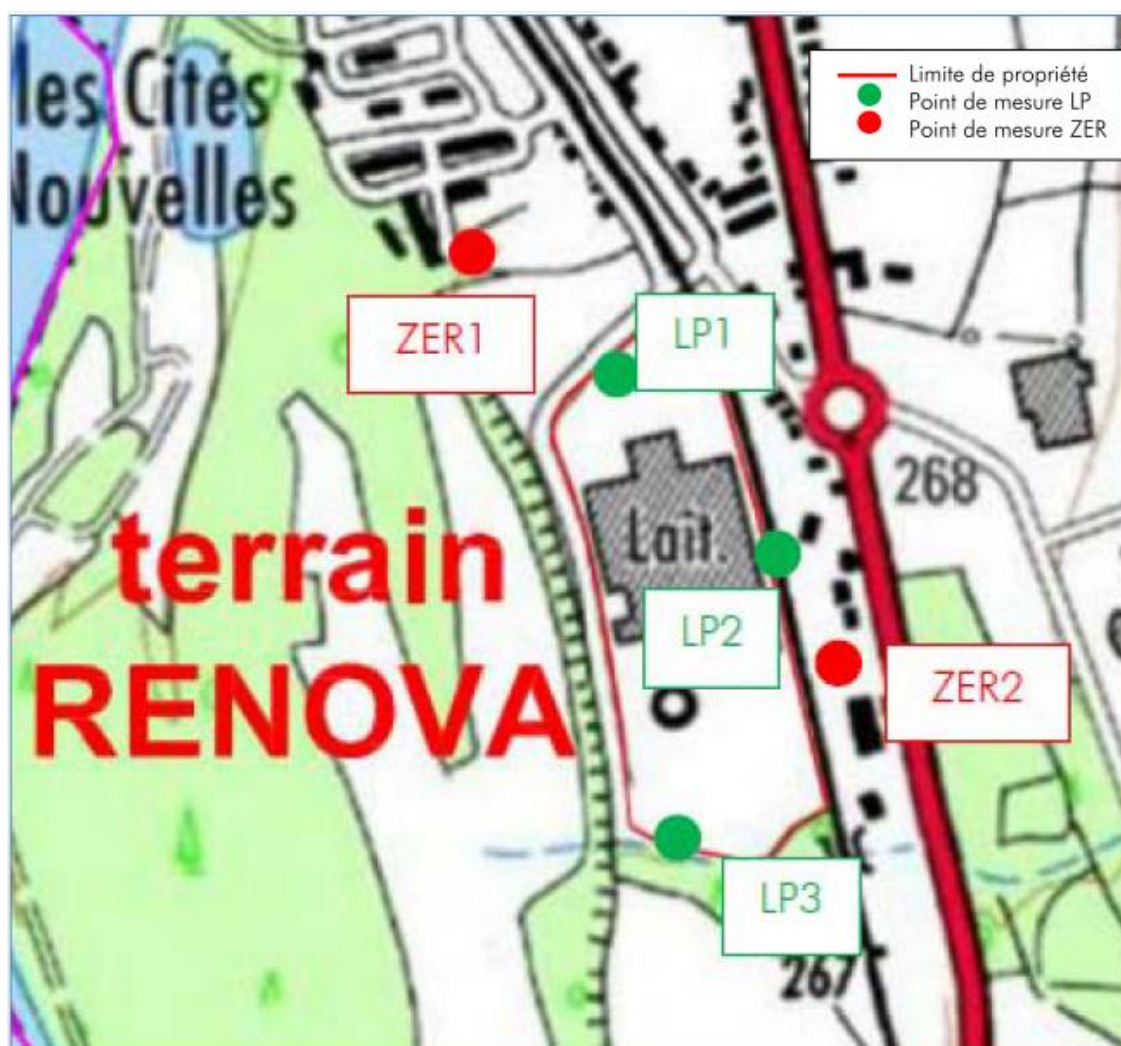 les Cités
Nouvelles
Limite de propriété
Point de mesure LP
Point de mesure ZER
ZER1
LP1
268
terrain
Lait.
LP2
RENOVA
ZER2
LP3
267